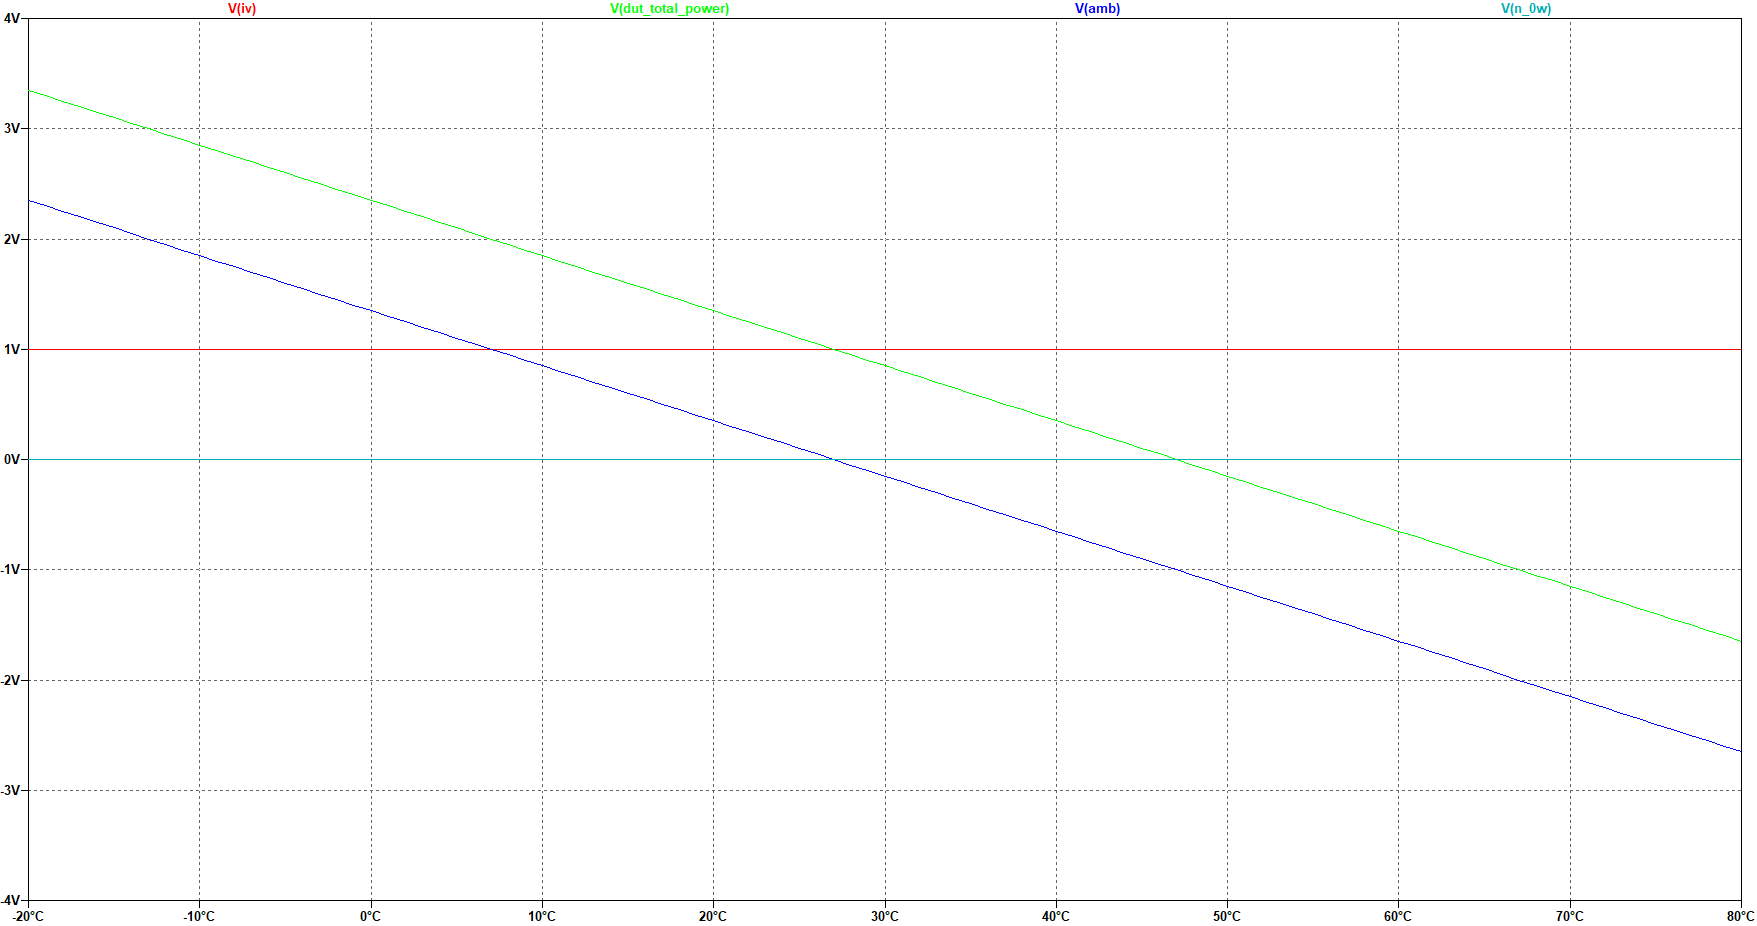 V(iv) V(dut_total_power) V(amb) V(n_0w)
4V
3V
2V
1V
0V
-1V
-2V
-3V
-4V
-20°C -10°C 0°C 10°C 20°C 30°C 40°C 50°C 60°C 70°C 80°C